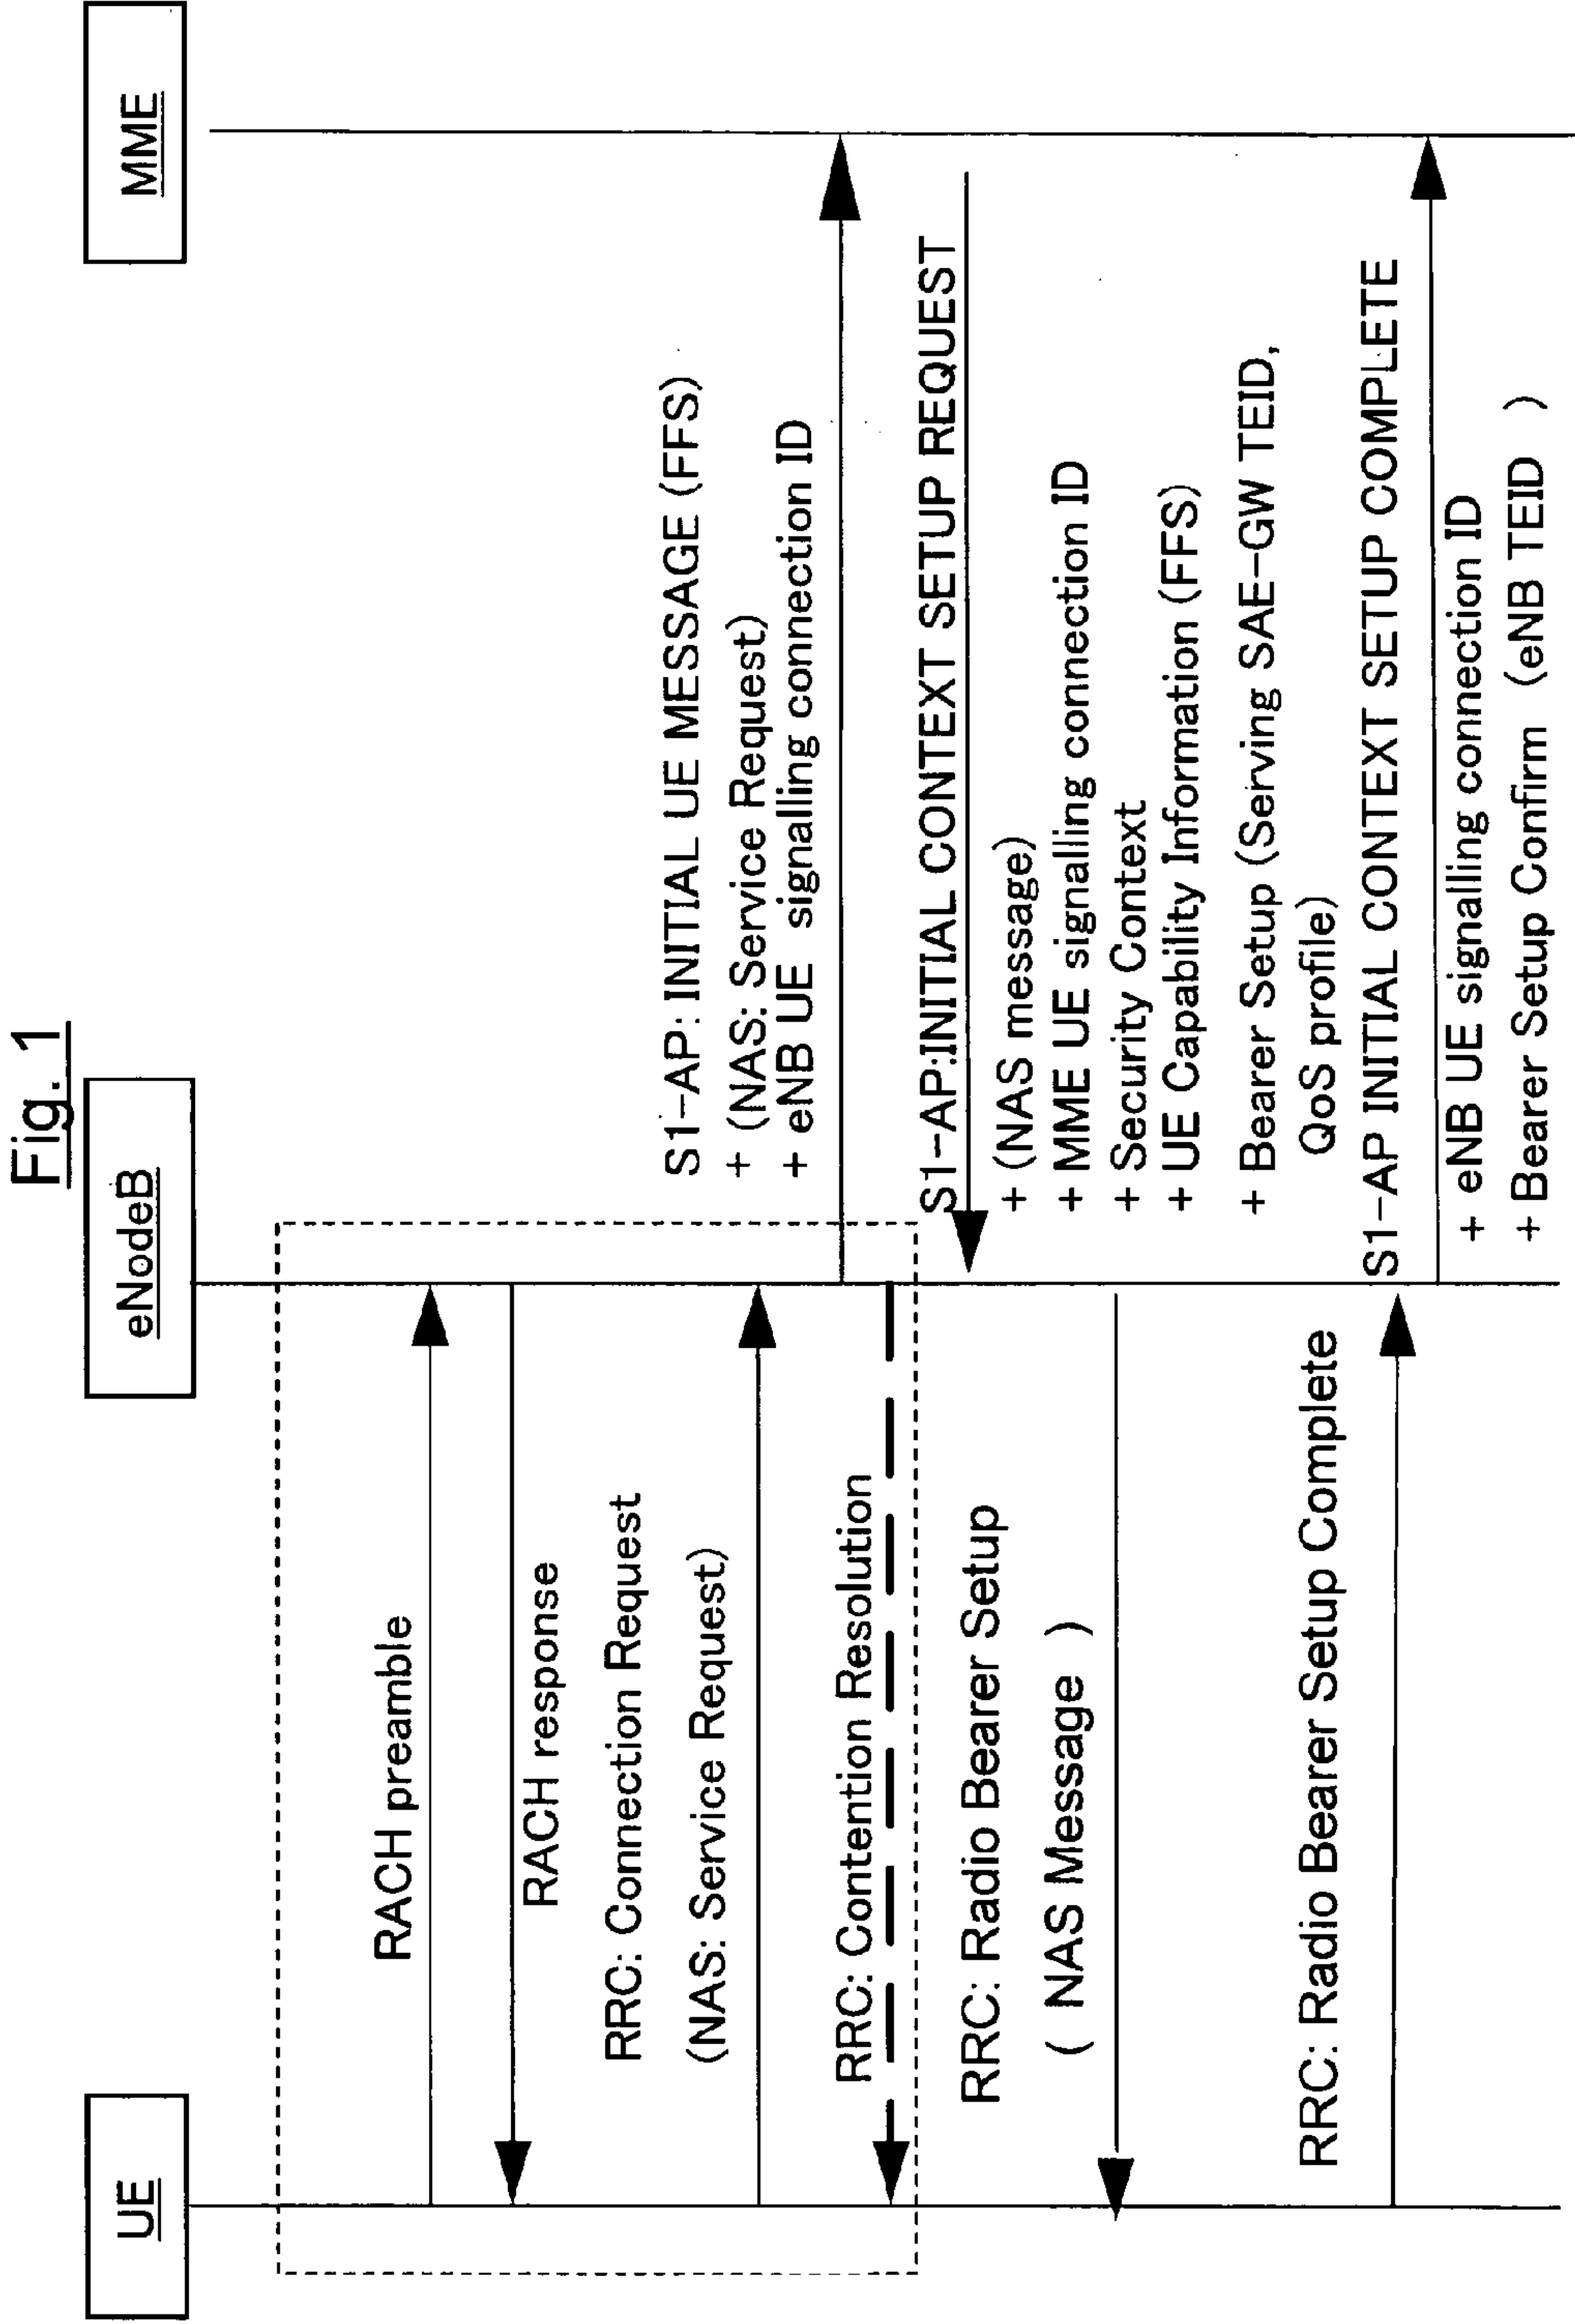 Fig. 1
UE
eNodeB
MME
RACH preamble
RACH response
RRC: Connection Request
(NAS: Service Request)
S1-AP: INITIAL UE MESSAGE (FFS)
+ (NAS: Service Request)
+ eNB UE signalling connection ID
RRC: Contention Resolution
S1-AP:INITIAL CONTEXT SETUP REQUEST
+ (NAS message)
+ MME UE signalling connection ID
+ Security Context
+ UE Capability Information (FFS)
+ Bearer Setup (Serving SAE-GW TEID,
QoS profile)
RRC: Radio Bearer Setup
( NAS Message )
RRC: Radio Bearer Setup Complete
S1-AP INITIAL CONTEXT SETUP COMPLETE
+ eNB UE signalling connection ID
+ Bearer Setup Confirm (eNB TEID )